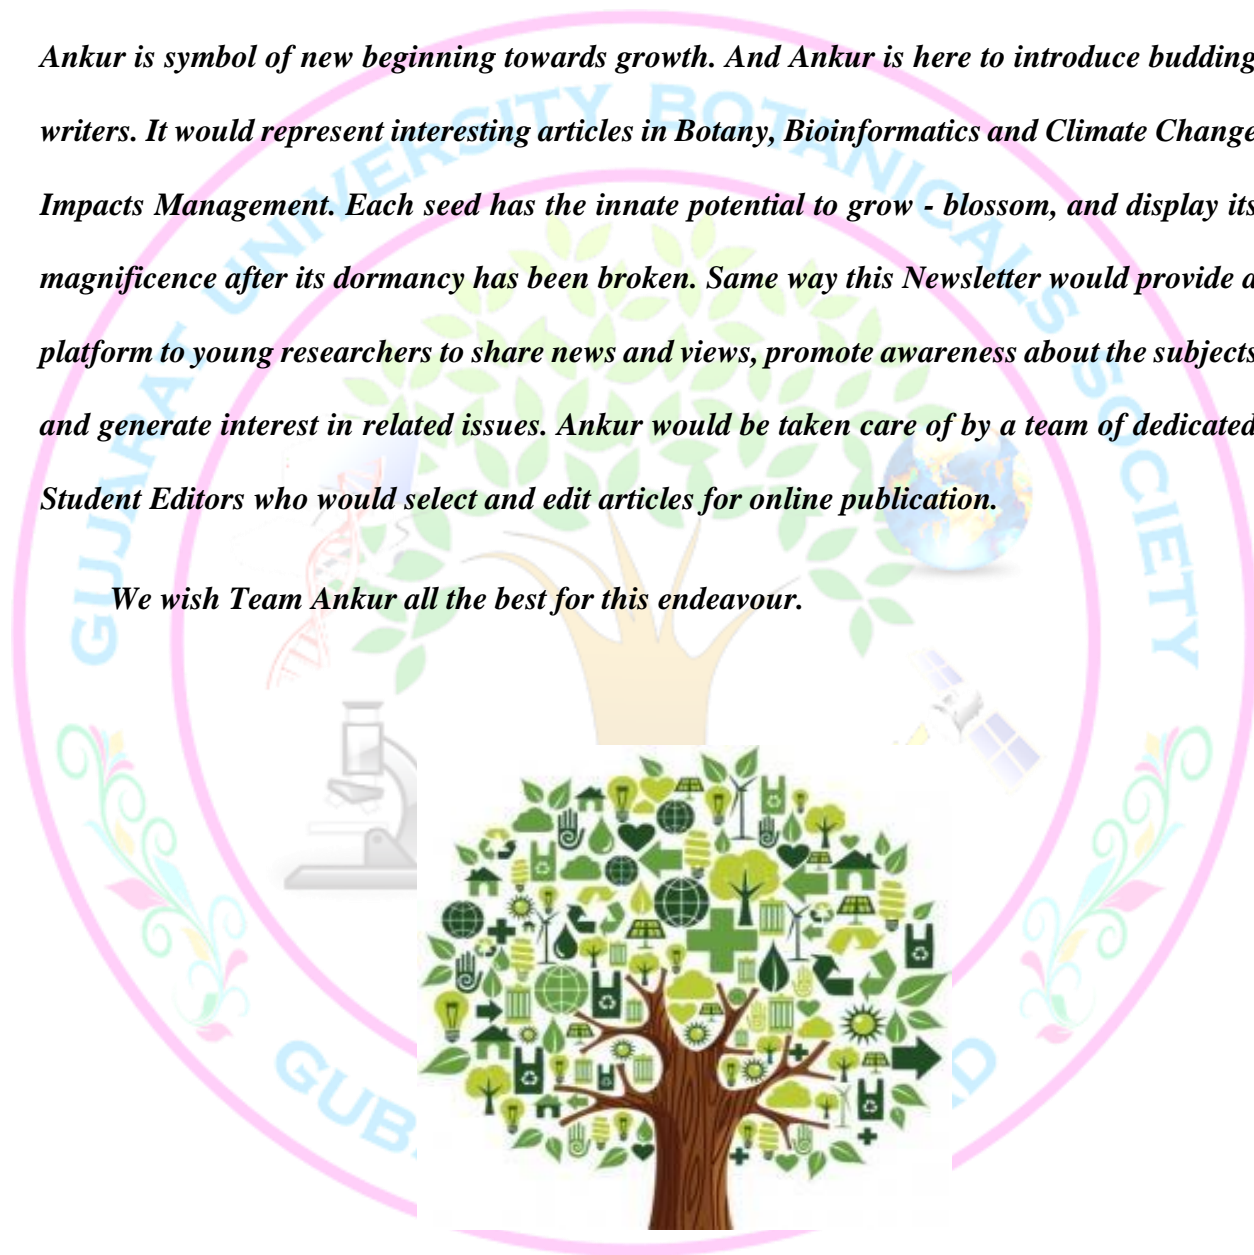 Ankur is symbol of new beginning towards growth. And Ankur is here to introduce budding
writers. It would represent interesting articles in Botany, Bioinformatics and Climate Change
Impacts Management. Each seed has the innate potential to grow - blossom, and display its
magnificence after its dormancy has been broken. Same way this Newsletter would provide a
platform to young researchers to share news and views, promote awareness about the subjects
and generate interest in related issues. Ankur would be taken care of by a team of dedicated
Student Editors who would select and edit articles for online publication.
We wish Team Ankur all the best for this endeavour.
GUJARAT UNIVERSITY BOTANICALS SOCIETY